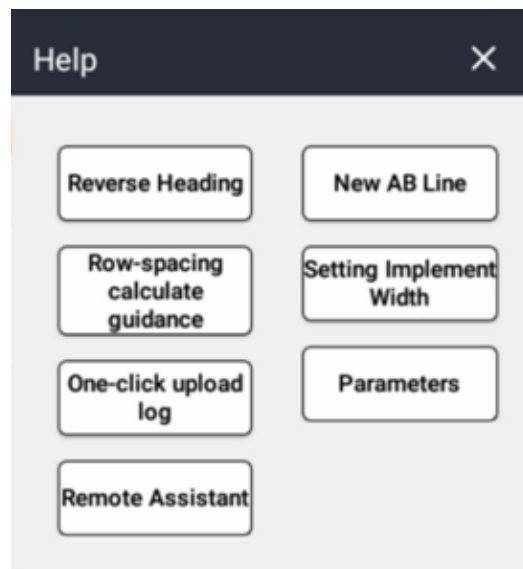 Help
Reverse Heading
New AB Line
Row-spacing
calculate
guidance
Setting Implement
Width
One-click upload
log
Parameters
Remote Assistant